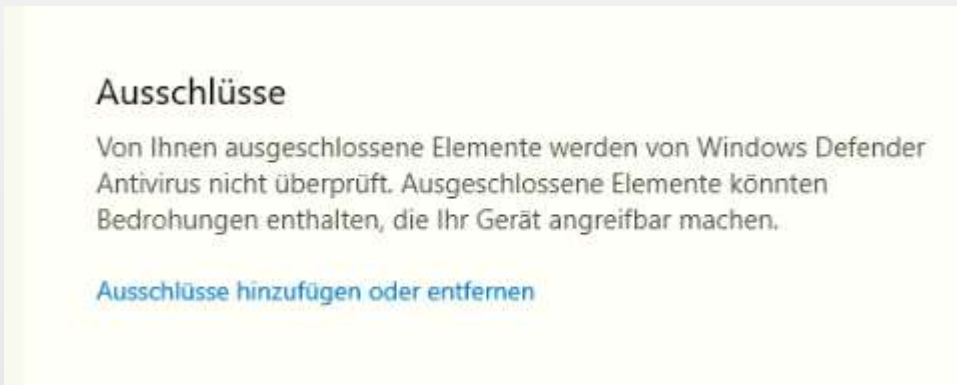 Ausschlüsse
Von Ihnen ausgeschlossene Elemente werden von Windows Defender
Antivirus nicht überprüft. Ausgeschlossene Elemente könnten
Bedrohungen enthalten, die Ihr Gerät angreifbar machen.
Ausschlüsse hinzufügen oder entfernen